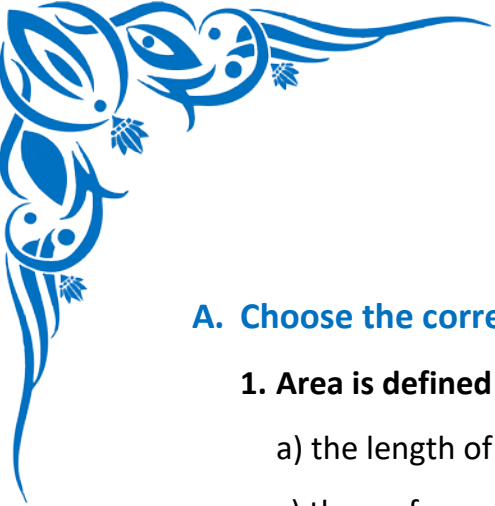 A. Choose the corre
1. Area is defined
a) the length of